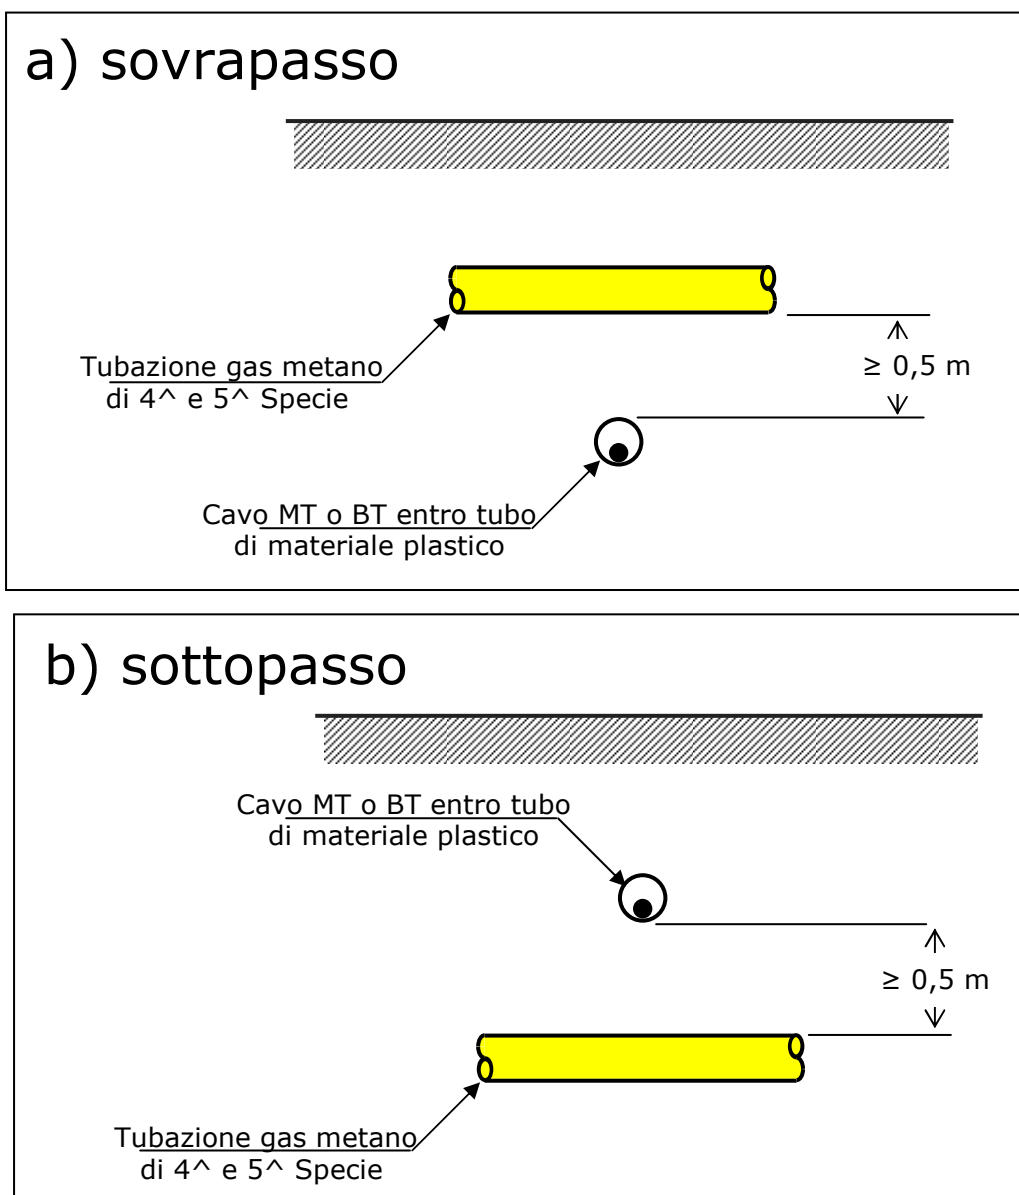 a) sovrapasso
Tubazione gas metano
di 4^ e 5^ Specie
≥ 0,5 m
Cavo MT o BT entro tubo
di materiale plastico
b) sottopasso
Cavo MT o BT entro tubo
di materiale plastico
≥ 0,5 m
Tubazione gas metano
di 4^ e 5^ Specie